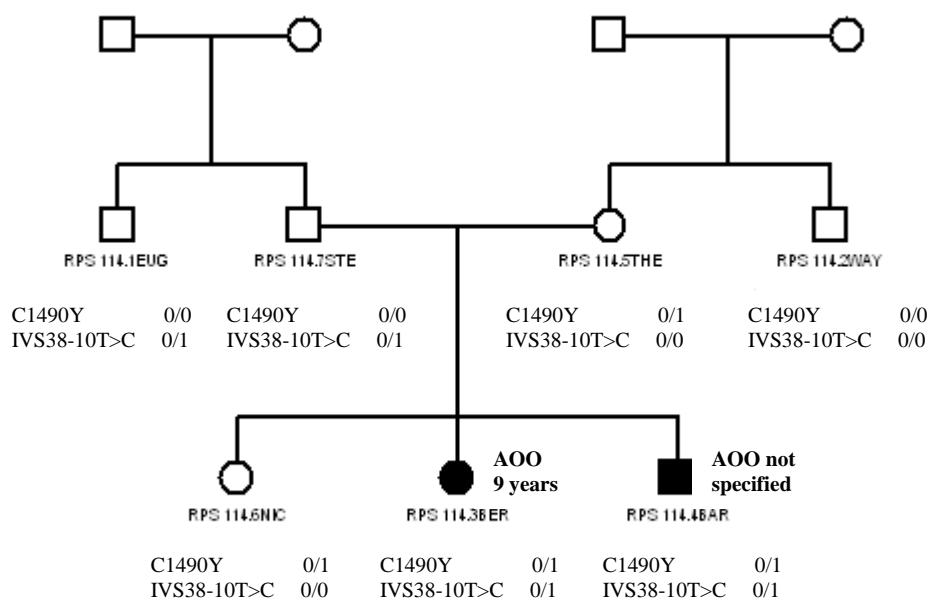 RPS 114.1EUG RPS 114.7STE RPS 114.5THE RPS 114.2WAY
C1490Y 0/0 C1490Y 0/0 C1490Y 0/1 C1490Y 0/0
IVS38-10T>C 0/1 IVS38-10T>C 0/1 IVS38-10T>C 0/0 IVS38-10T>C 0/0
AOO AOO not
9 years specified
RPS 114.6NIC RPS 114.3BER RPS 114.4BAR
C1490Y 0/1 C1490Y 0/1 C1490Y 0/1
IVS38-10T>C 0/0 IVS38-10T>C 0/1 IVS38-10T>C 0/1